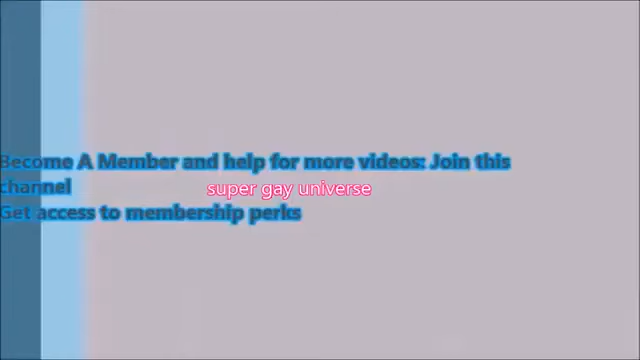 Become A Member and help for more videos: Join this
channel
super gay universe
Get access to membership perks